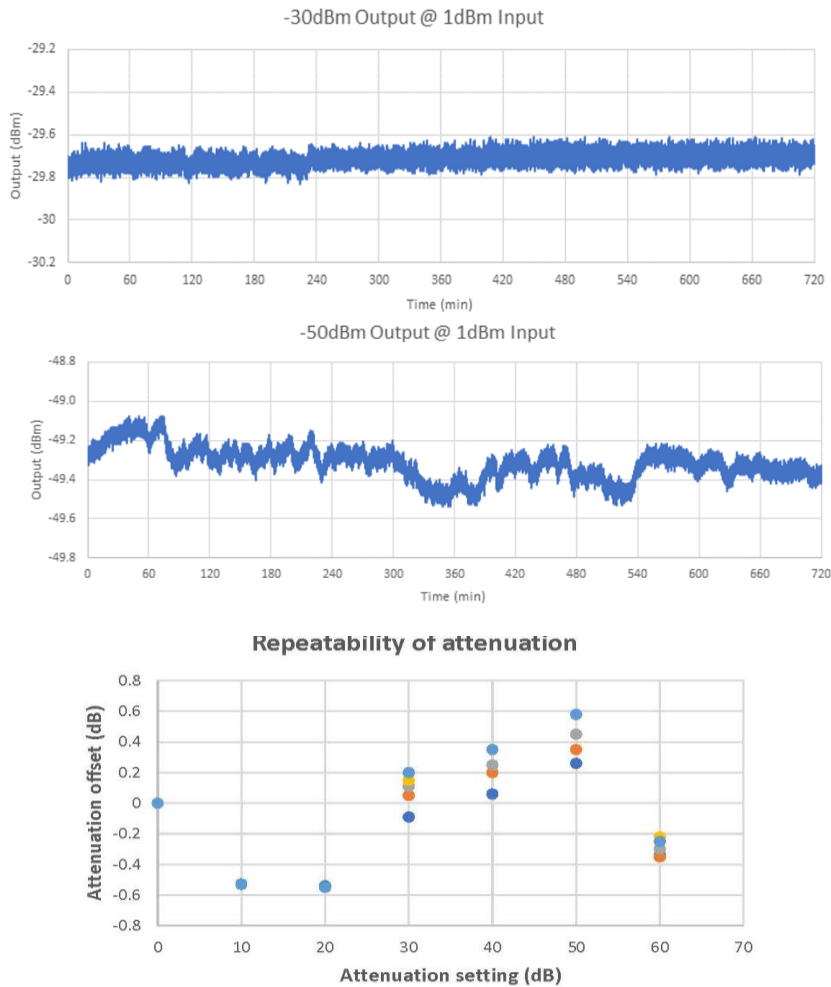 -30dBm Output @ 1dBm Input
-29.2
-29.4
-29.6
-29.8
-30
-30.2
Output (dBm)
0 60 120 180 240 300 360 420 480 540 600 660 720
Time (min)
-50dBm Output @ 1dBm Input
-48.8
-49.0
-49.2
-49.4
-49.6
-49.8
Output (dBm)
0 60 120 180 240 300 360 420 480 540 600 660 720
Time (min)
Repeatability of attenuation
0.8
0.6
0.4
0.2
0
-0.2
-0.4
-0.6
-0.8
Attenuation offset (dB)
0 10 20 30 40 50 60 70
Attenuation setting (dB)